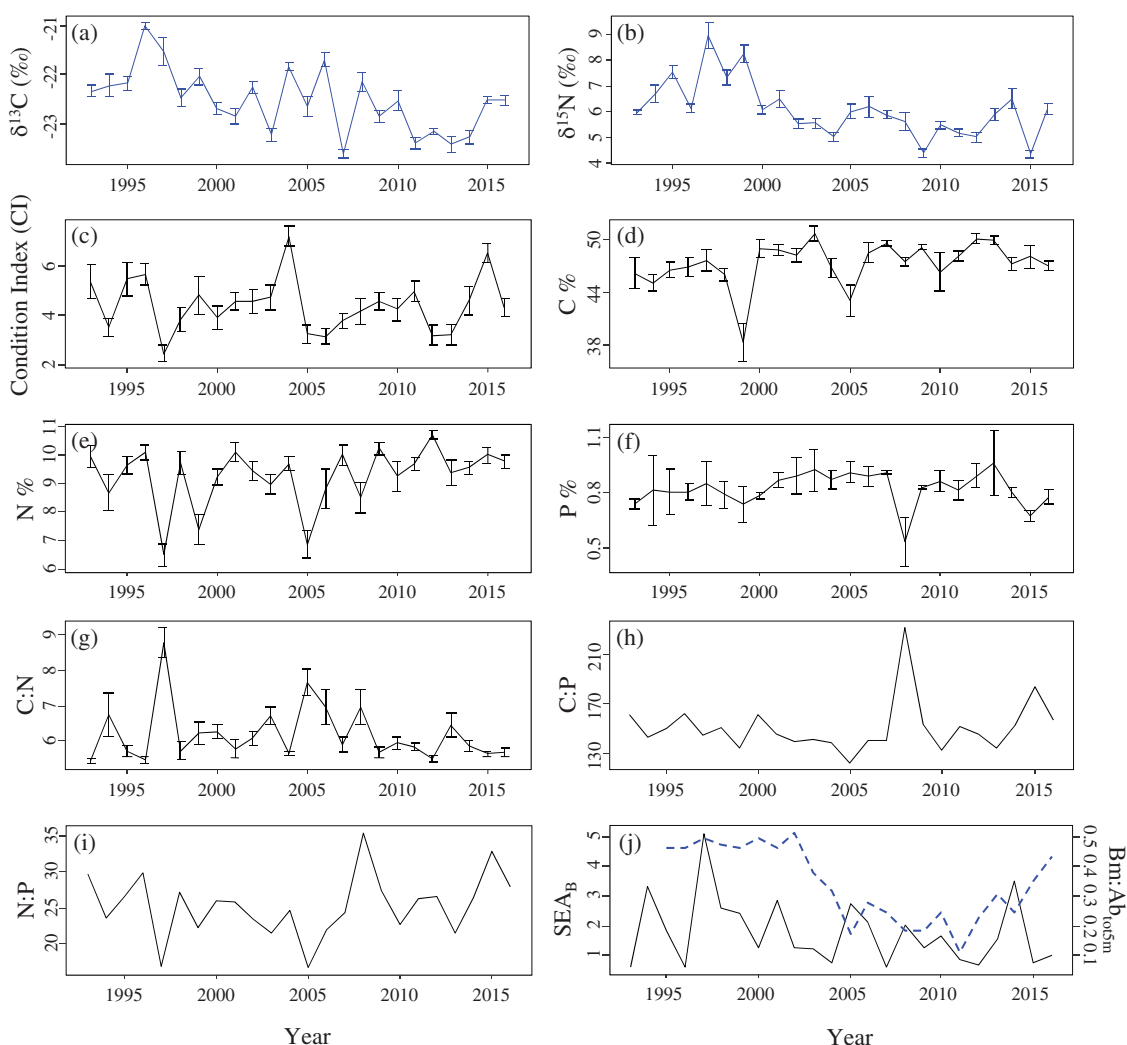 (a)
δ¹³C (‰)
-21
-22
-23
1995 2000 2005 2010 2015
(b)
δ¹⁵N (‰)
9
8
7
6
5
4
1995 2000 2005 2010 2015
(c)
Condition Index (CI)
6
4
2
1995 2000 2005 2010 2015
(d)
C %
50
44
38
1995 2000 2005 2010 2015
(e)
N %
11
10
9
8
7
6
1995 2000 2005 2010 2015
(f)
P %
1.1
0.8
0.5
1995 2000 2005 2010 2015
(g)
C:N
9
8
7
6
1995 2000 2005 2010 2015
(h)
C:P
210
170
130
1995 2000 2005 2010 2015
(i)
N:P
35
30
25
20
1995 2000 2005 2010 2015
Year
(j)
SEA_B
5
4
3
2
1
0.5 0.4 0.3 0.2 0.1
Bm:Ab_tot5m
1995 2000 2005 2010 2015
Year